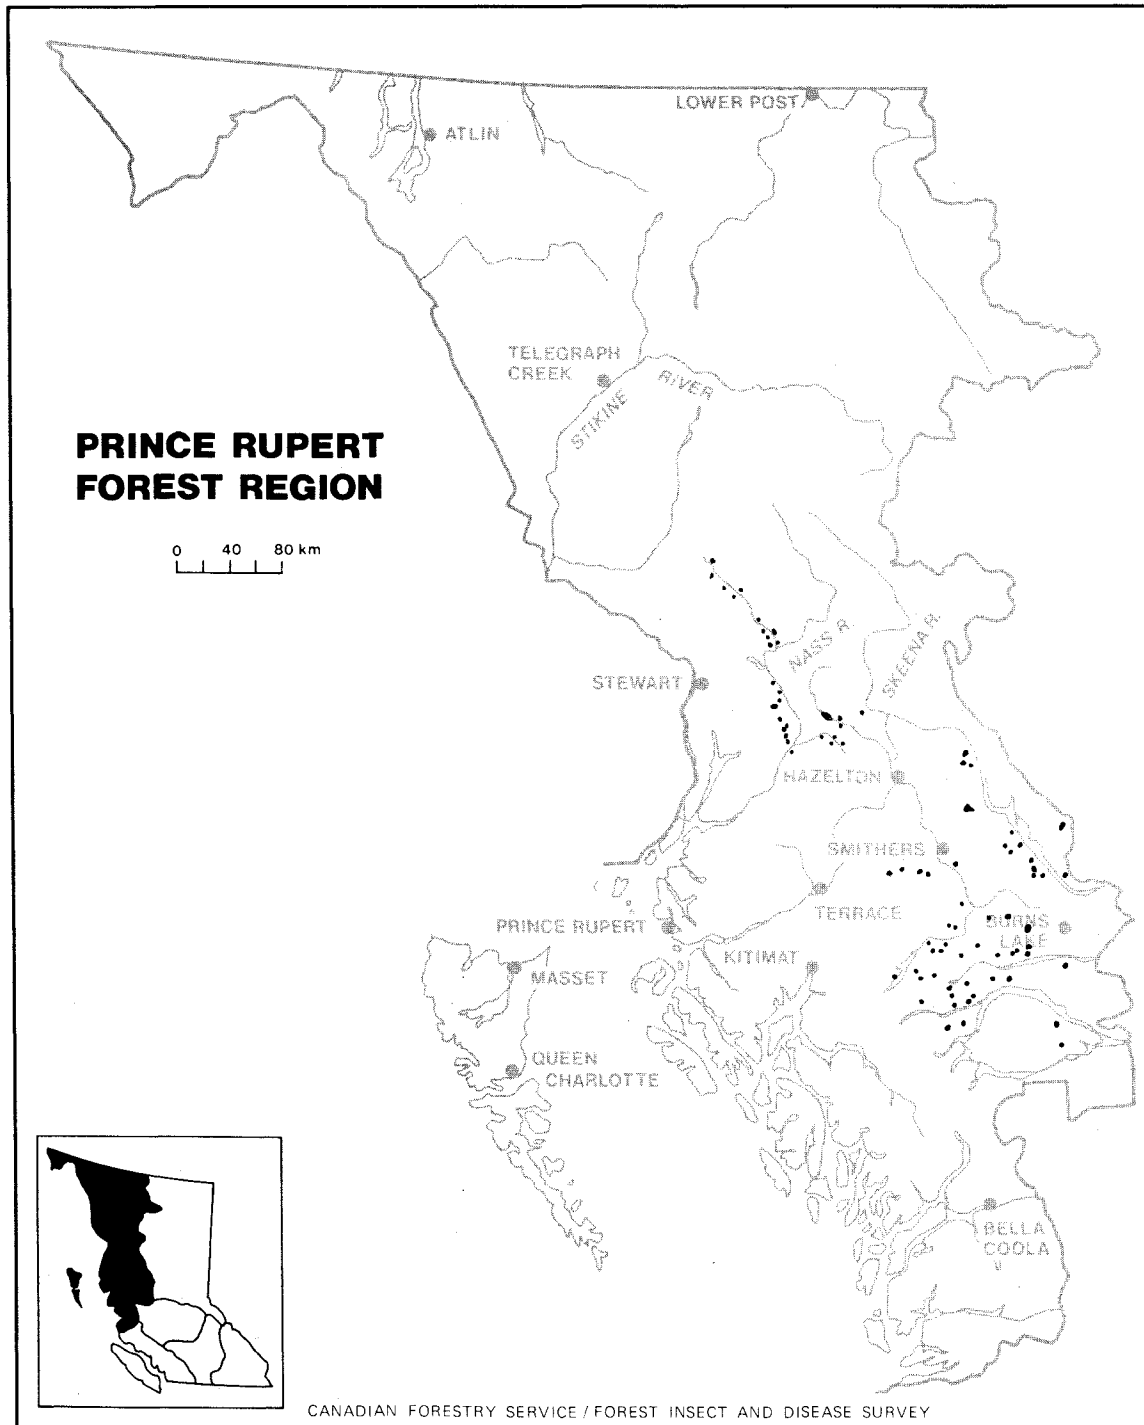 LOWER POST
ATLIN
TELEGRAPH
CREEK
STIKINE
RIVER
PRINCE RUPERT
FOREST REGION
0 40 80 km
NASS R.
SKEENA R.
STEWART
HAZELTON
SMITHERS
TERRACE
BURNS
LAKE
PRINCE RUPERT
KITIMAT
MASSET
QUEEN
CHARLOTTE
BELLA
COOLA
CANADIAN FORESTRY SERVICE / FOREST INSECT AND DISEASE SURVEY